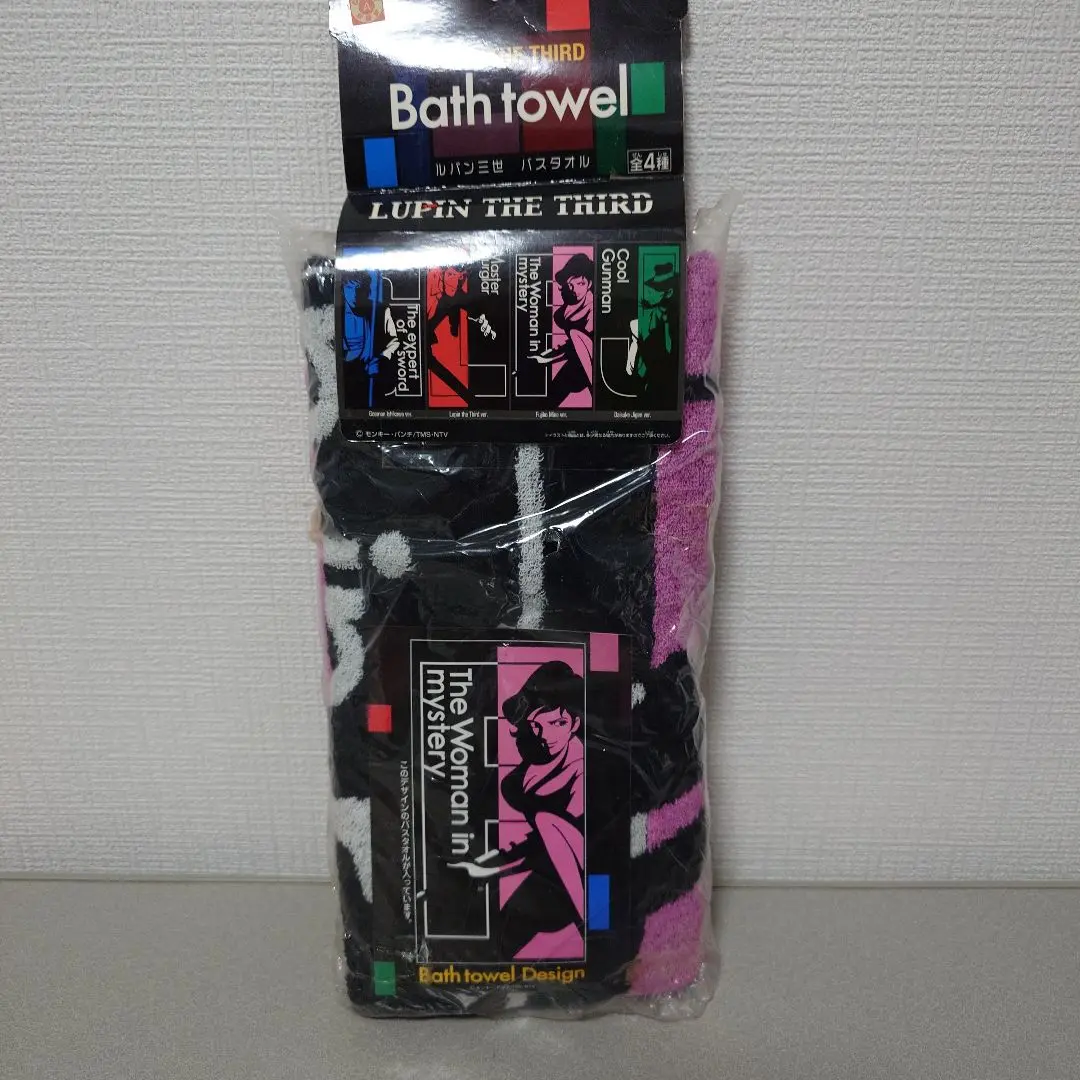 THE THIRD
Bath towel
ルパン三世 バスタオル
全4種
LUPIN THE THIRD
The expert
of sword
Master
The Woman in
mystery
Cool
Gunman
Goemon Ishikawa ver.
Lupin the Third ver.
Fujiko Mine ver.
Daisuke Jigen ver.
© モンキー・パンチ/TMS・NTV
The Woman in
mystery
このデザインのバスタオルが入っています。
Bath towel Design